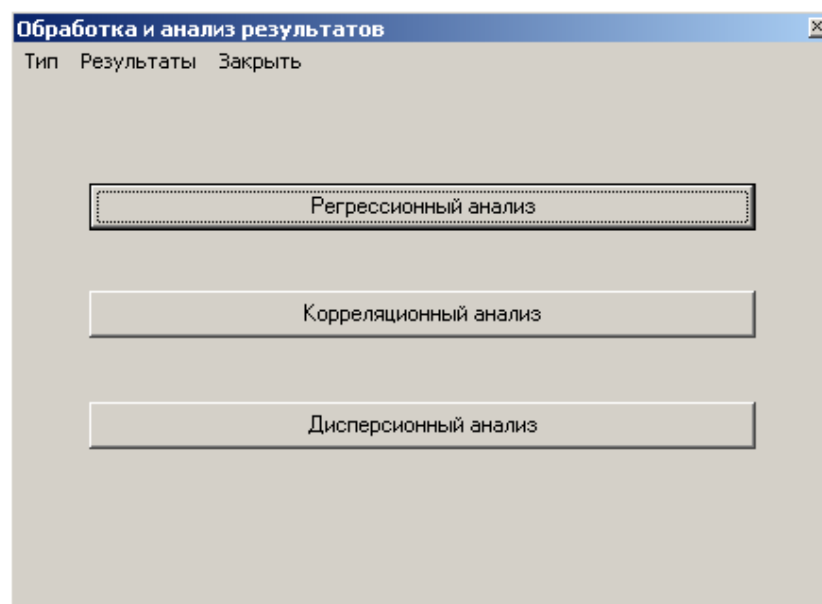 Обработка и анализ результатов
Тип Результаты Закрыть
Регрессионный анализ
Корреляционный анализ
Дисперсионный анализ